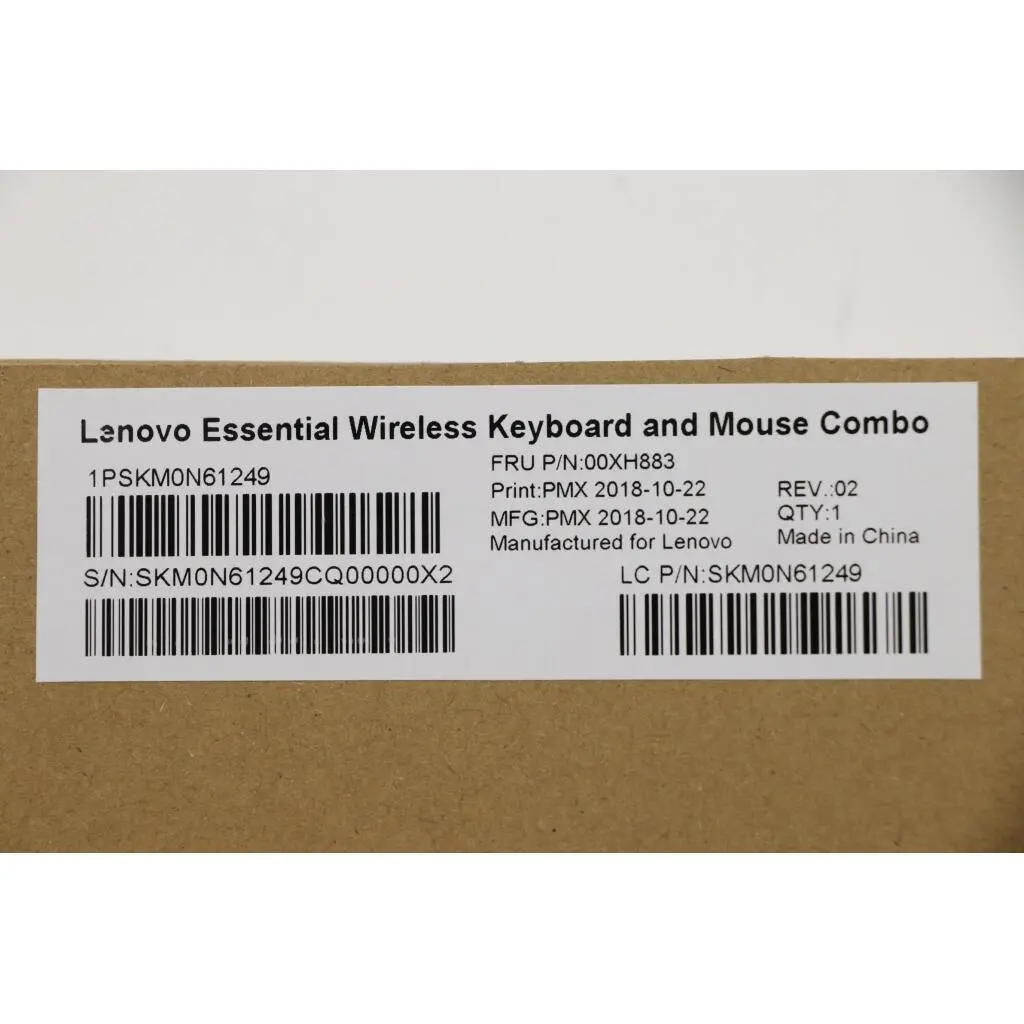 Lenovo Essential Wireless Keyboard and Mouse Combo
1PSKM0N61249
FRU P/N:00XH883
Print:PMX 2018-10-22
REV.:02
MFG:PMX 2018-10-22
QTY:1
Manufactured for Lenovo
Made in China
S/N:SKM0N61249CQ00000X2
LC P/N:SKM0N61249